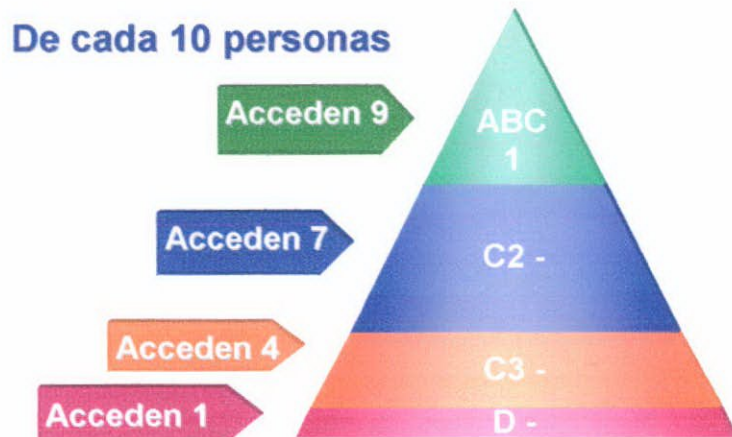 De cada 10 personas
Acceden 9
ABC
1
Acceden 7
C2 -
Acceden 4
C3 -
Acceden 1
D -